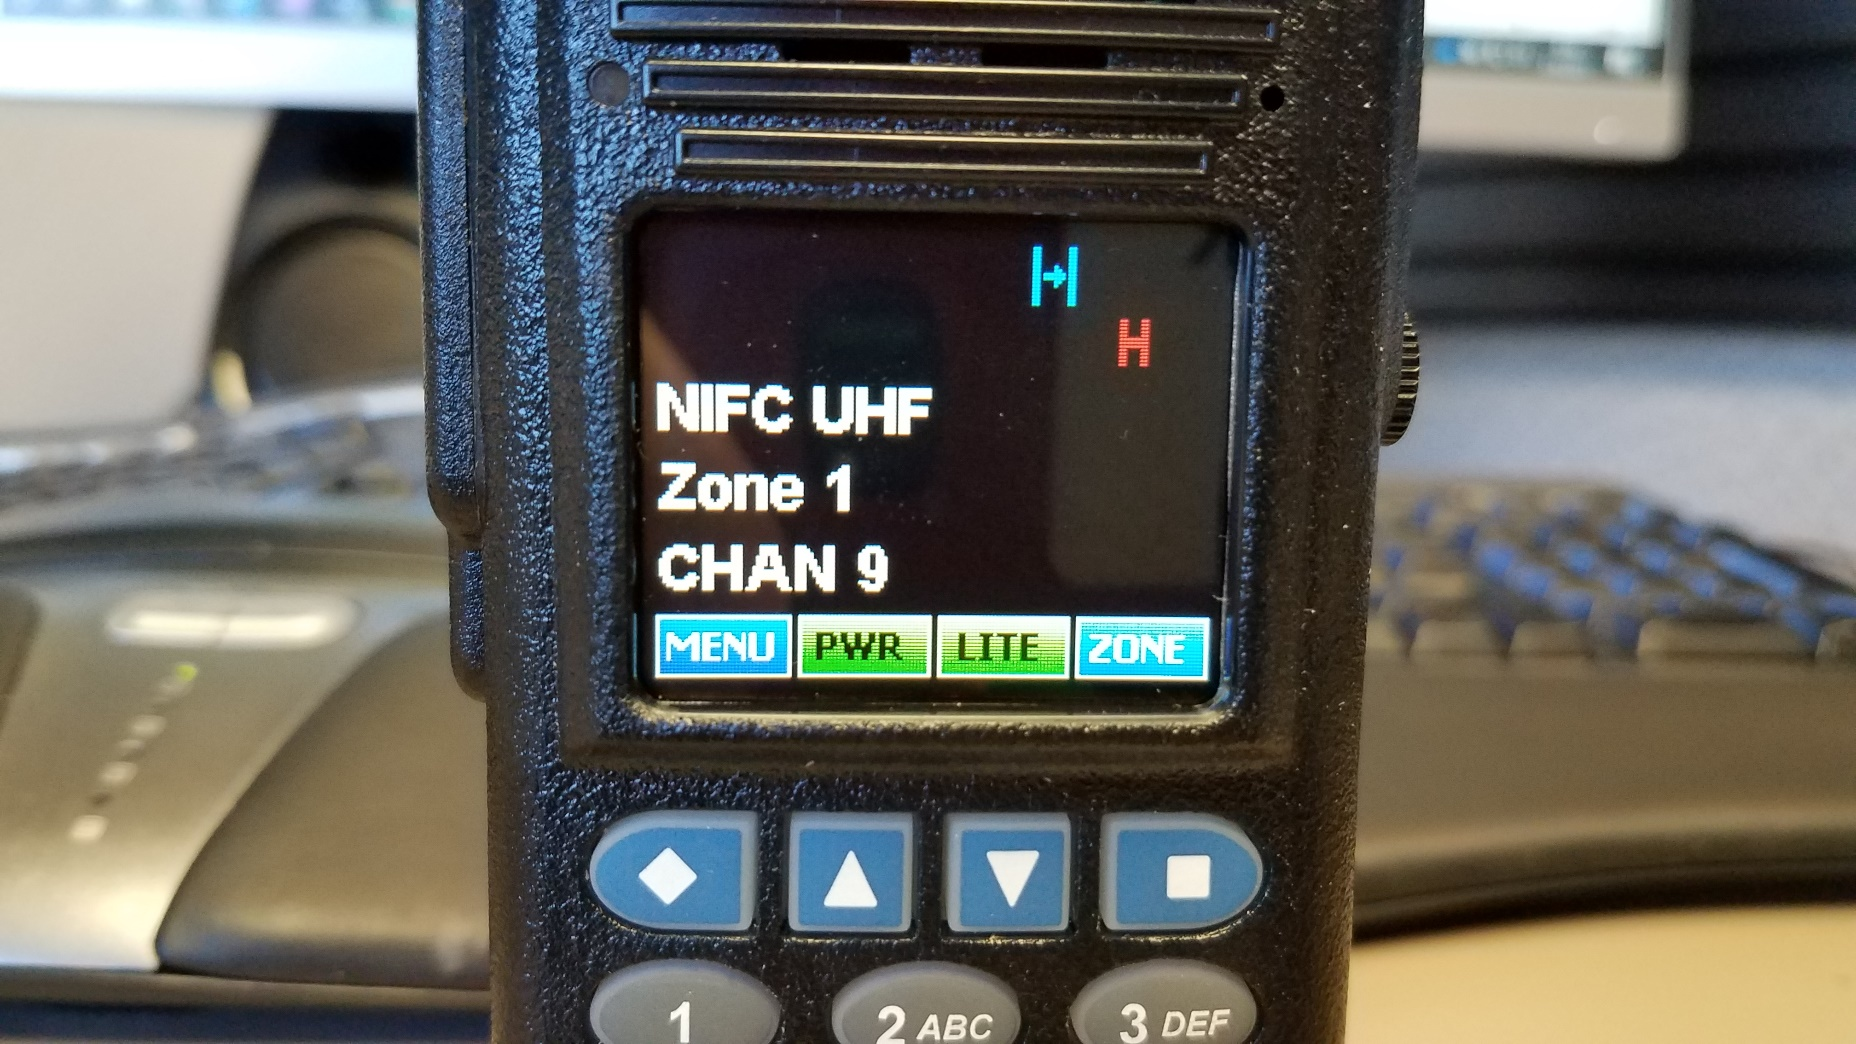 H
H
NIFC UHF
Zone 1
CHAN 9
MENU PWR LITE ZONE
1 2 ABC 3 DEF